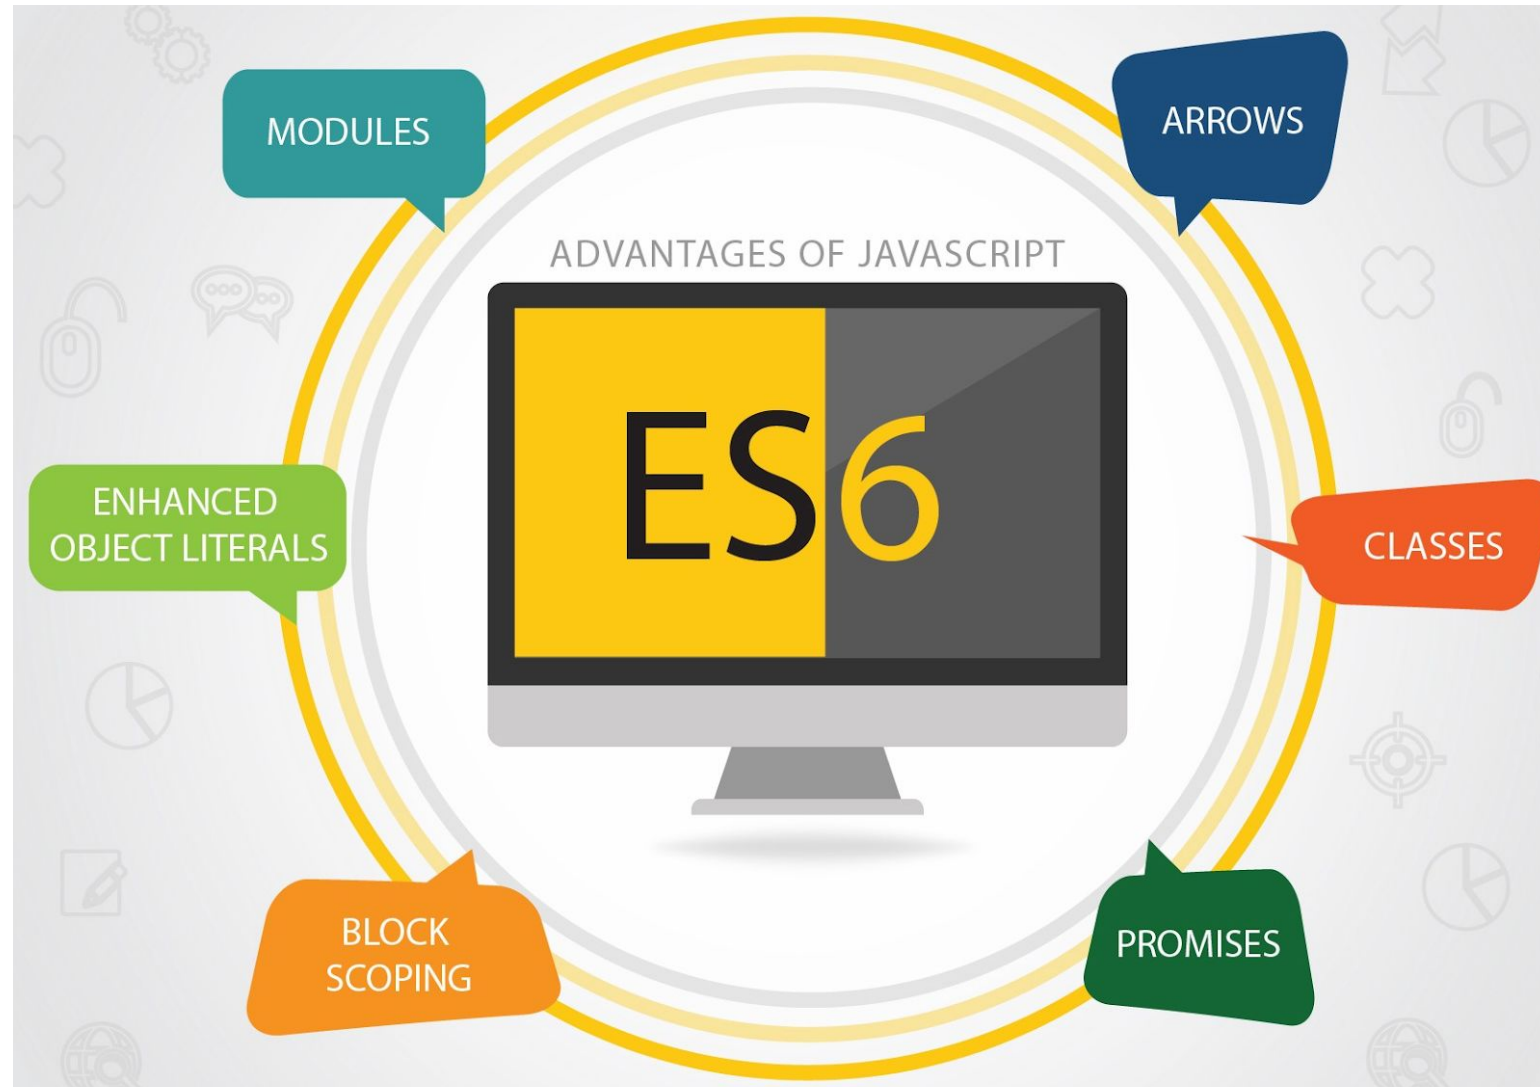 MODULES
ARROWS
ADVANTAGES OF JAVASCRIPT
ES6
ENHANCED
OBJECT LITERALS
CLASSES
BLOCK
SCOPING
PROMISES